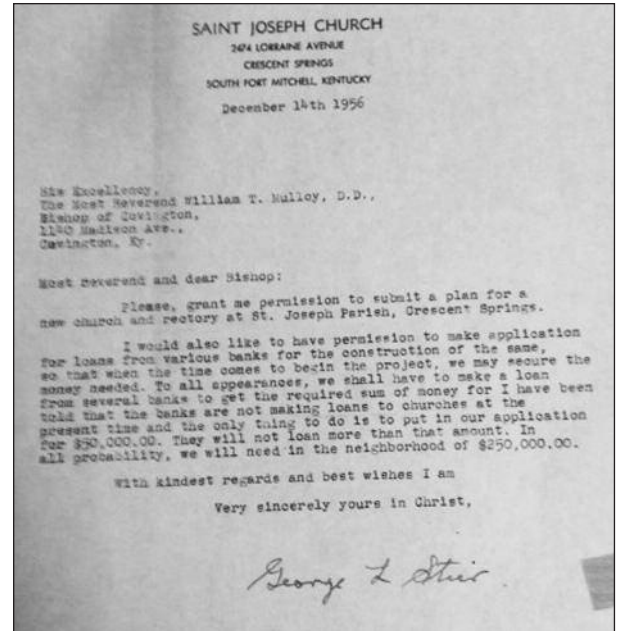 SAINT JOSEPH CHURCH
2474 LORRAINE AVENUE
CRESCENT SPRINGS
SOUTH FORT MITCHELL, KENTUCKY
December 14th 1956
His Excellency,
The Most Reverend William T. Mulloy, D.D.,
Bishop of Covington,
1140 Madison Ave.,
Covington, Ky.
Most Reverend and dear Bishop:
Please, grant me permission to submit a plan for a
new church and rectory at St. Joseph Parish, Crescent Springs.
I would also like to have permission to make application
for loans from various banks for the construction of the same,
so that when the time comes to begin the project, we may secure the
money needed. To all appearances, we shall have to make a loan
from several banks to get the required sum of money for I have been
told that the banks are not making loans to churches at the
present time and the only thing to do is to put in our application
for $50,000.00. They will not loan more than that amount. In
all probability, we will need in the neighborhood of $250,000.00.
With kindest regards and best wishes I am
Very sincerely yours in Christ,
George L Stier